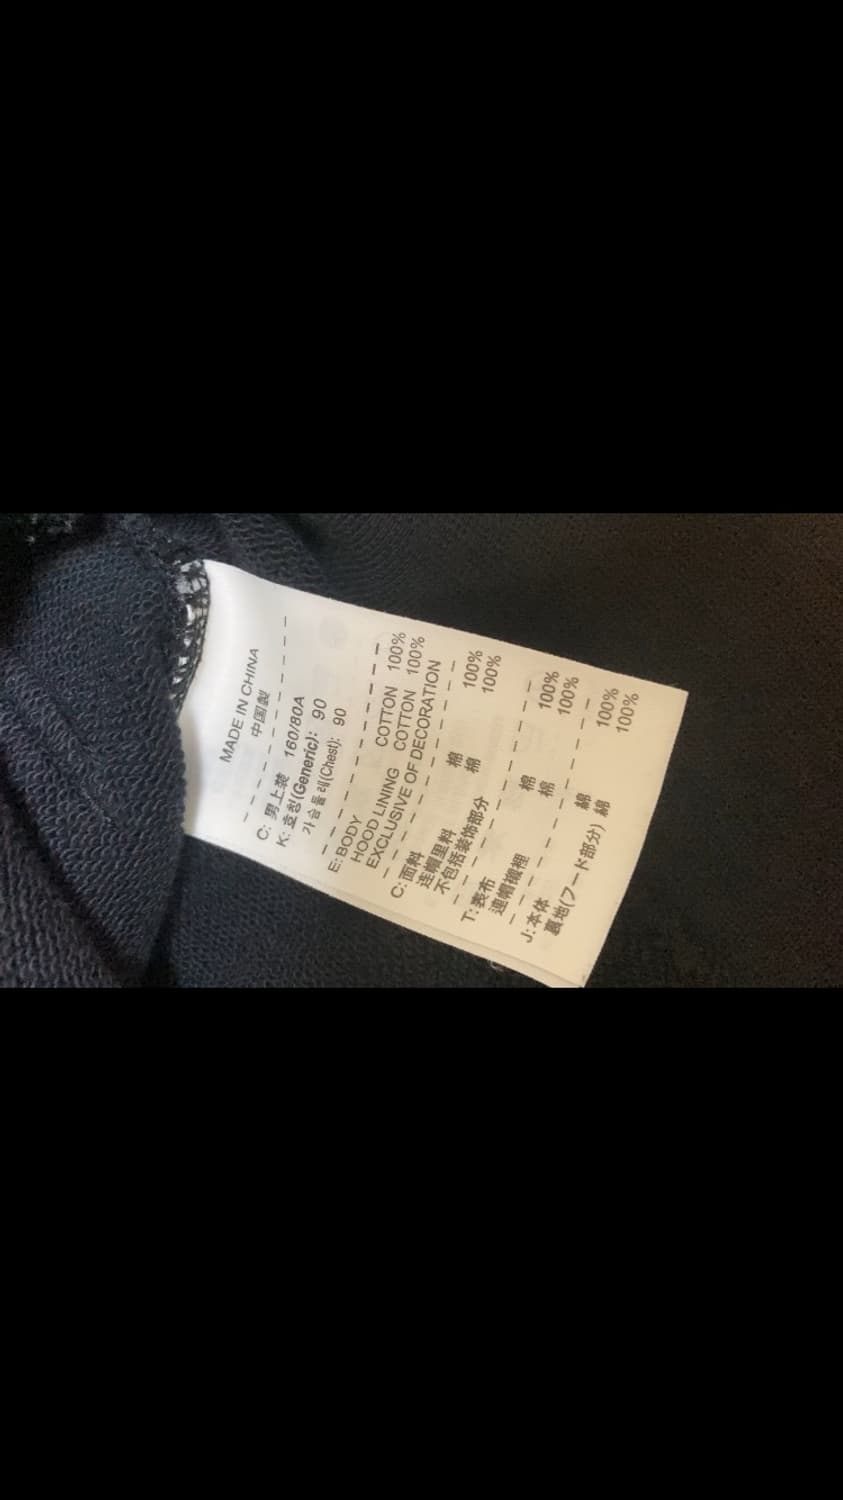 MADE IN CHINA
中国製
C: 男上装 160/80A
K: 호칭(Generic): 90
가슴둘레(Chest): 90
E: BODY COTTON 100%
HOOD LINING COTTON 100%
EXCLUSIVE OF DECORATION
C: 面料 棉 100%
连帽里料 棉 100%
不包括装饰部分
T: 表布 棉 100%
連帽襯裡 棉 100%
J: 本体 綿 100%
裏地(フード部分) 綿 100%